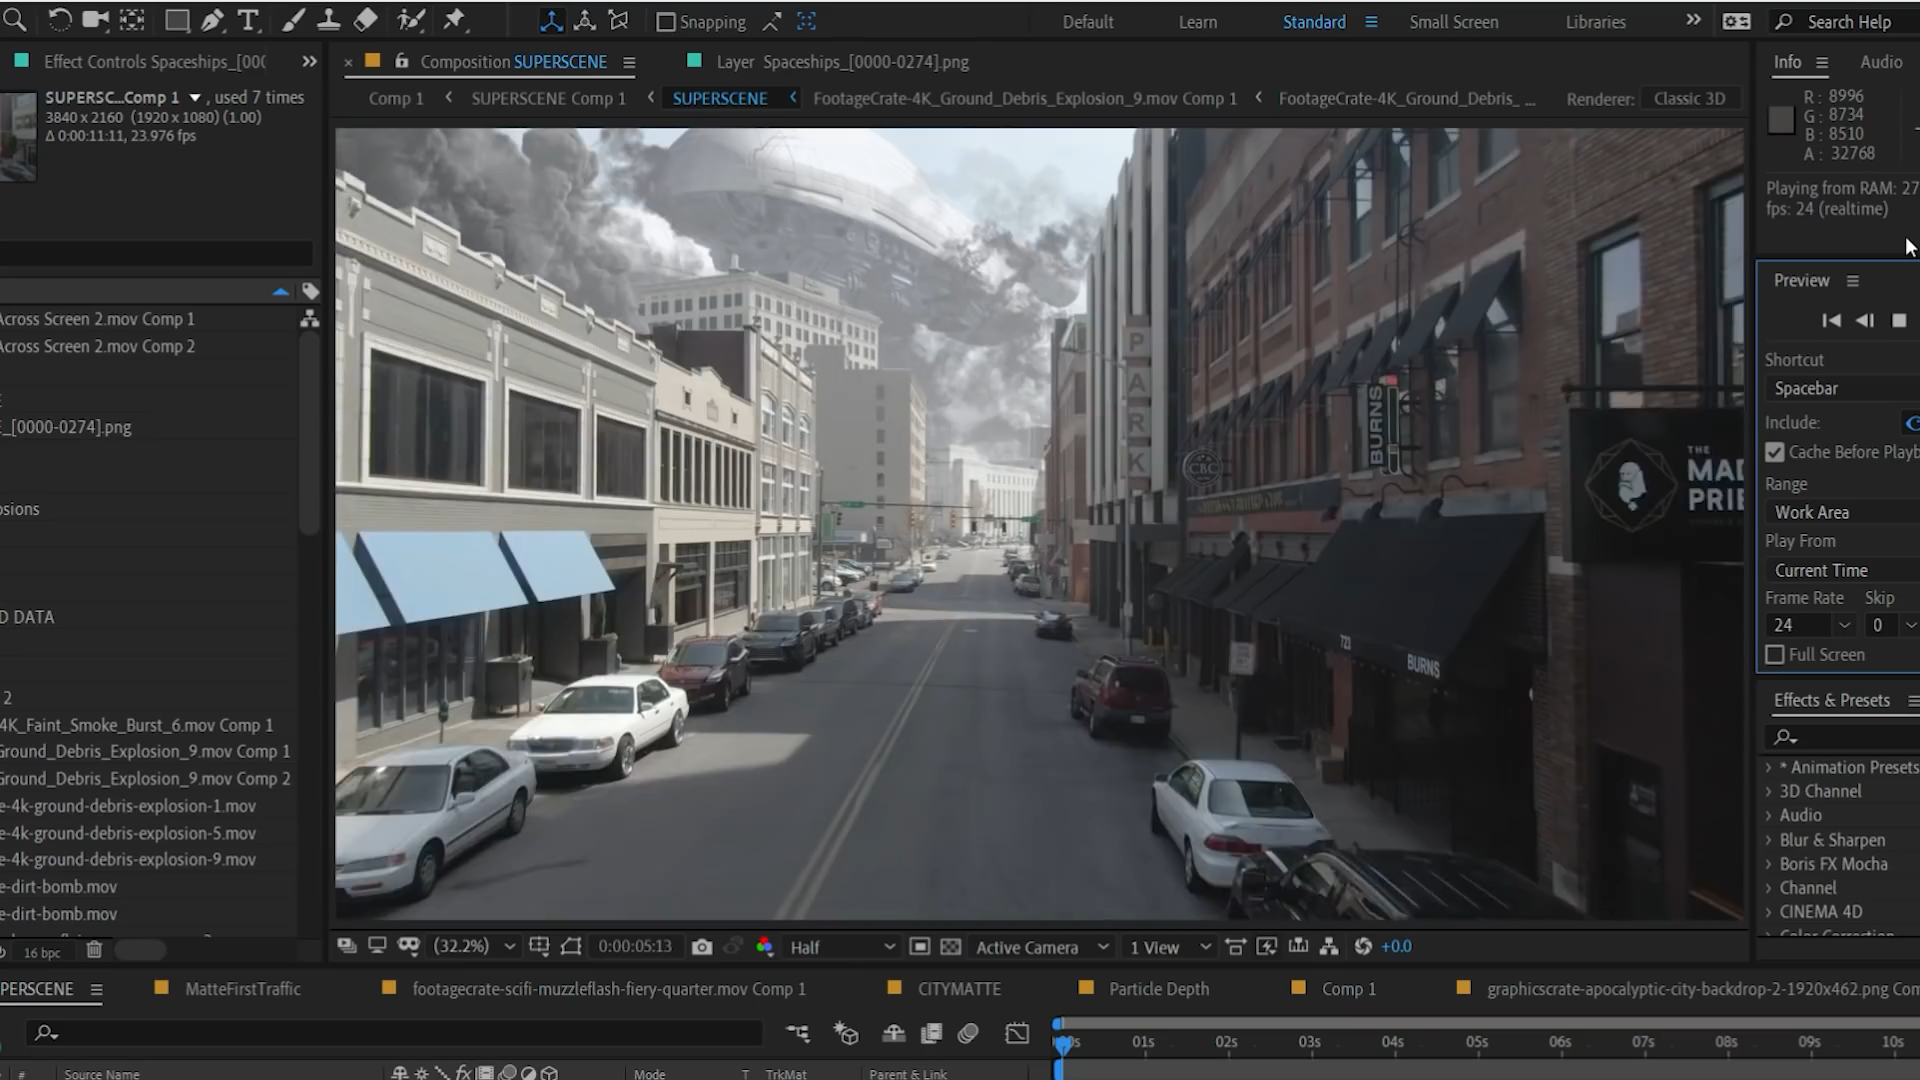 Snapping
Default
Learn
Standard
Small Screen
Libraries
Search Help
Effect Controls Spaceships_[00(
Composition SUPERSCENE
Layer Spaceships_[0000-0274].png
Info
Audio
SUPERSC...Comp 1 , used 7 times
3840 x 2160 (1920 x 1080) (1.00)
Δ 0:00:11:11, 23.976 fps
Comp 1
SUPERSCENE Comp 1
SUPERSCENE
FootageCrate-4K_Ground_Debris_Explosion_9.mov Comp 1
FootageCrate-4K_Ground_Debris_ ...
Renderer:
Classic 3D
R: 8996
G: 8734
B: 8510
A: 32768
Playing from RAM: 27
fps: 24 (realtime)
Across Screen 2.mov Comp 1
Across Screen 2.mov Comp 2
_[0000-0274].png
osions
D DATA
2
4K_Faint_Smoke_Burst_6.mov Comp 1
Ground_Debris_Explosion_9.mov Comp 1
Ground_Debris_Explosion_9.mov Comp 2
e-4k-ground-debris-explosion-1.mov
e-4k-ground-debris-explosion-5.mov
e-4k-ground-debris-explosion-9.mov
e-dirt-bomb.mov
e-dirt-bomb.mov
16 bpc
PARK
BURNS
CBC
THE
MAD
PRIE
723
BURNS
Preview
Shortcut
Spacebar
Include:
Cache Before Playb
Range
Work Area
Play From
Current Time
Frame Rate
Skip
24
0
Full Screen
Effects & Presets
* Animation Presets
3D Channel
Audio
Blur & Sharpen
Boris FX Mocha
Channel
CINEMA 4D
Color Correction
(32.2%)
0:00:05:13
Half
Active Camera
1 View
+0.0
PERSCENE
MatteFirstTraffic
footagecrate-scifi-muzzleflash-fiery-quarter.mov Comp 1
CITYMATTE
Particle Depth
Comp 1
graphicscrate-apocalyptic-city-backdrop-2-1920x462.png Com
01s
02s
03s
04s
05s
06s
07s
08s
09s
10s
#
Source Name
Mode
T
TrkMat
Parent & Link